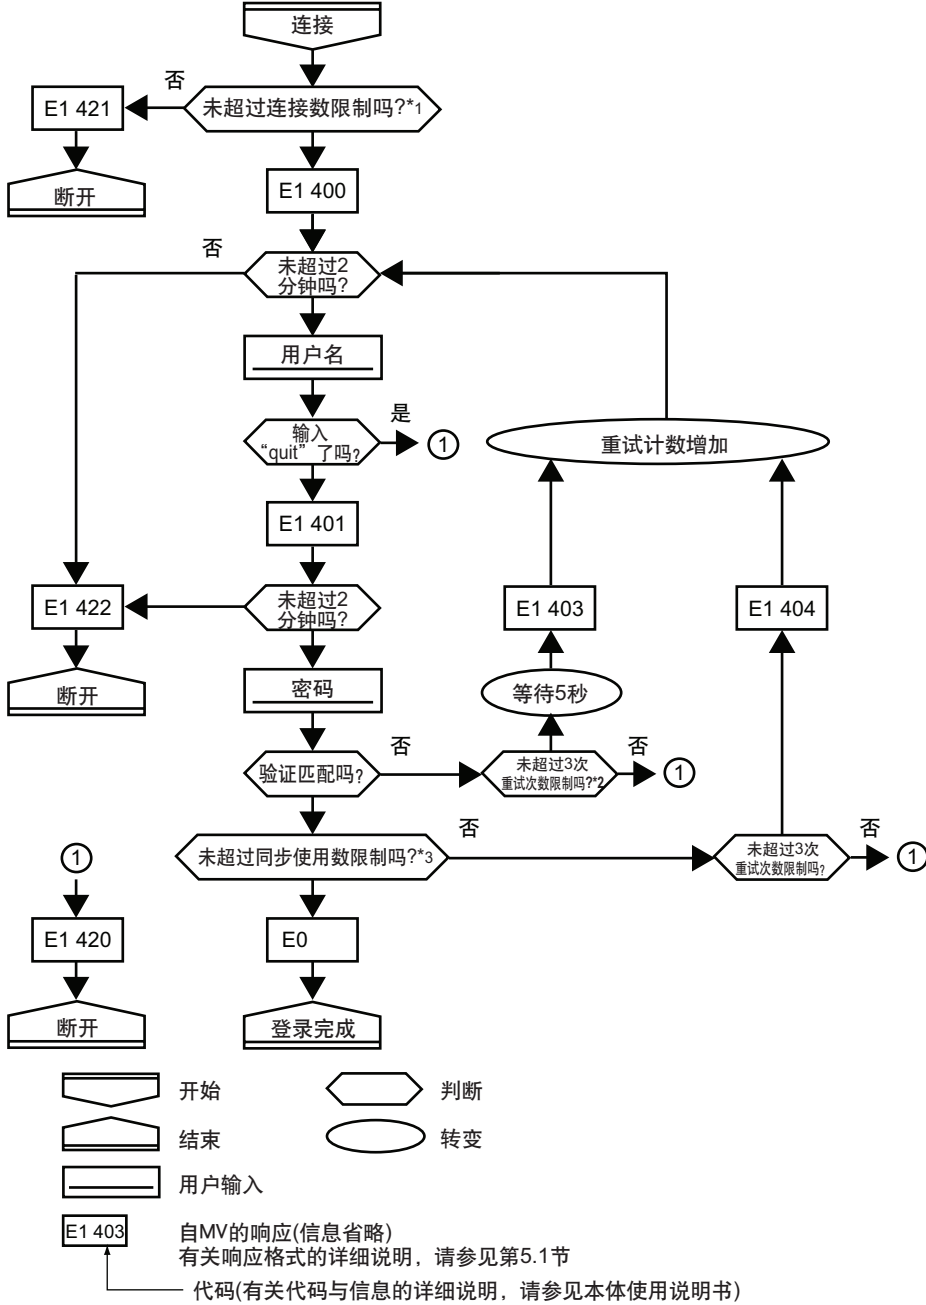 连接
否
未超过连接数限制吗?*1
E1 421
断开
E1 400
否
未超过2
分钟吗?
用户名
输入
“quit”了吗?
是
1
重试计数增加
E1 401
E1 422
断开
未超过2
分钟吗?
E1 403
E1 404
密码
等待5秒
验证匹配吗?
否
未超过3次
重试次数限制吗?*2
否
1
未超过同步使用数限制吗?*3
否
未超过3次
重试次数限制吗?
否
1
1
E1 420
断开
E0
登录完成
开始
判断
结束
转变
用户输入
E1 403
自MV的响应(信息省略)
有关响应格式的详细说明，请参见第5.1节
代码(有关代码与信息的详细说明，请参见本体使用说明书)